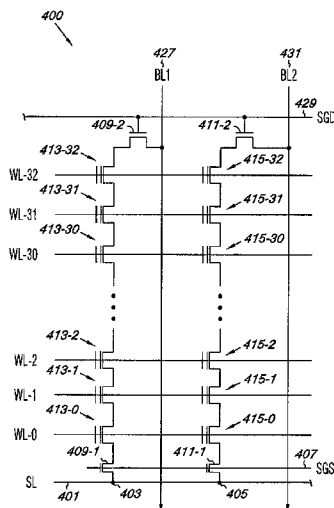 400
427 431
BL1 BL2
SGD
429
409-2 411-2
413-32 415-32
WL-32
413-31 415-31
WL-31
413-30 415-30
WL-30
413-2 415-2
WL-2
413-1 415-1
WL-1
413-0 415-0
WL-0
409-1 411-1 407
SGS
SL
401 403 405